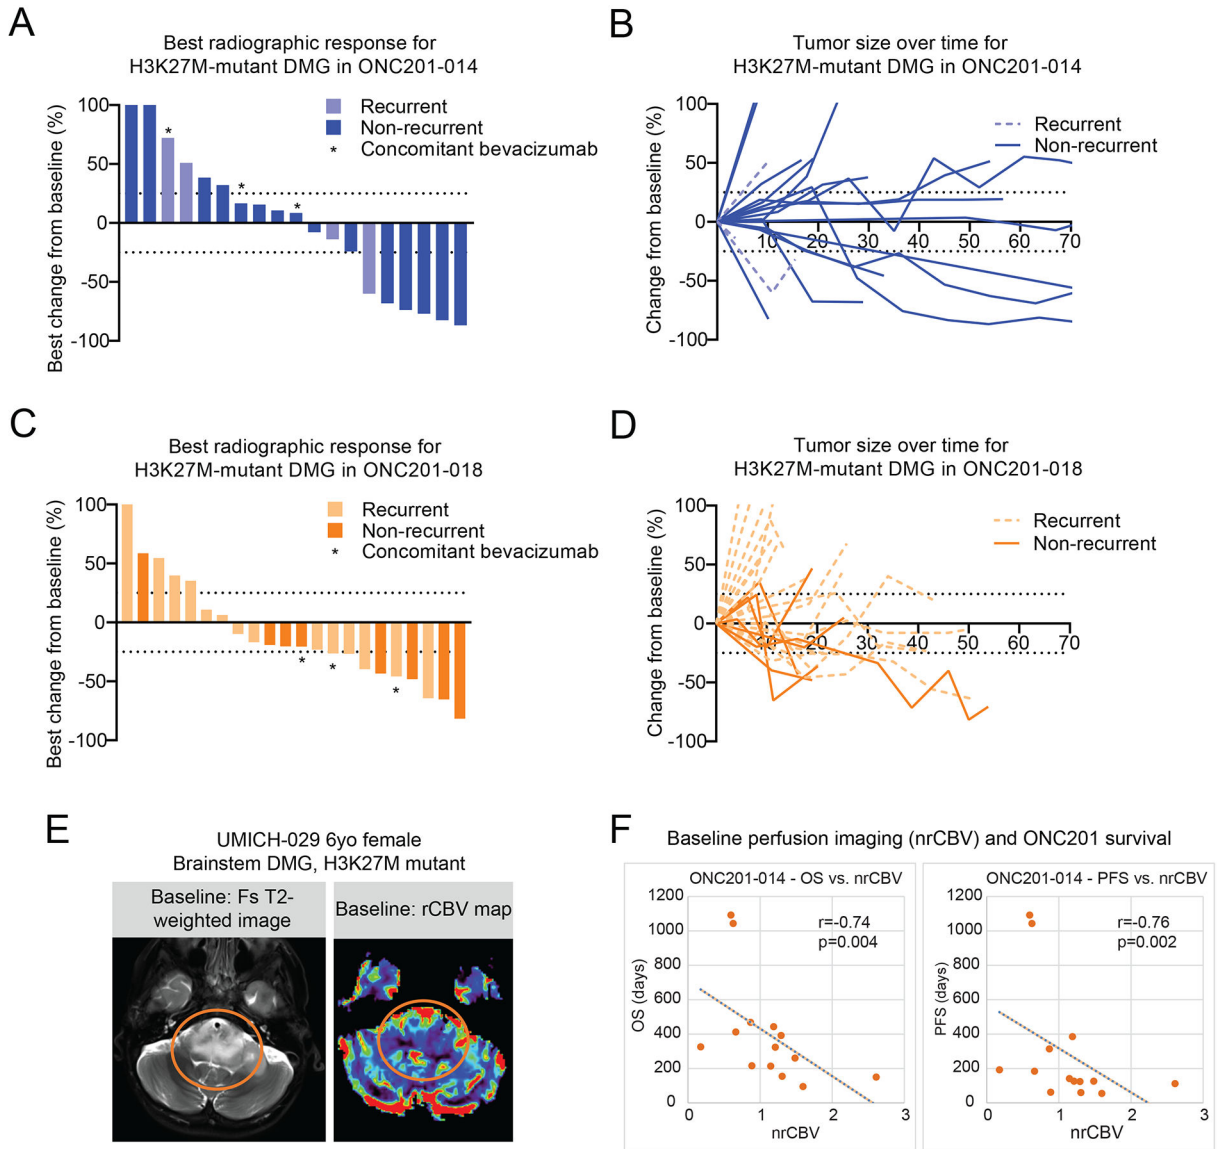 A
Best radiographic response for
H3K27M-mutant DMG in ONC201-014
Best change from baseline (%)
100
50
0
-50
-100
Recurrent
Non-recurrent
* Concomitant bevacizumab
*
*
*
B
Tumor size over time for
H3K27M-mutant DMG in ONC201-014
Change from baseline (%)
100
50
0
-50
-100
10 20 30 40 50 60 70
Recurrent
Non-recurrent
C
Best radiographic response for
H3K27M-mutant DMG in ONC201-018
Best change from baseline (%)
100
50
0
-50
-100
Recurrent
Non-recurrent
* Concomitant bevacizumab
*
*
*
D
Tumor size over time for
H3K27M-mutant DMG in ONC201-018
Change from baseline (%)
100
50
0
-50
-100
10 20 30 40 50 60 70
Recurrent
Non-recurrent
E
UMICH-029 6yo female
Brainstem DMG, H3K27M mutant
Baseline: Fs T2-
weighted image
Baseline: rCBV map
F
Baseline perfusion imaging (nrCBV) and ONC201 survival
ONC201-014 - OS vs. nrCBV
1200
1000
800
600
400
200
0
OS (days)
r=-0.74
p=0.004
0 1 2 3
nrCBV
ONC201-014 - PFS vs. nrCBV
1200
1000
800
600
400
200
0
PFS (days)
r=-0.76
p=0.002
0 1 2 3
nrCBV